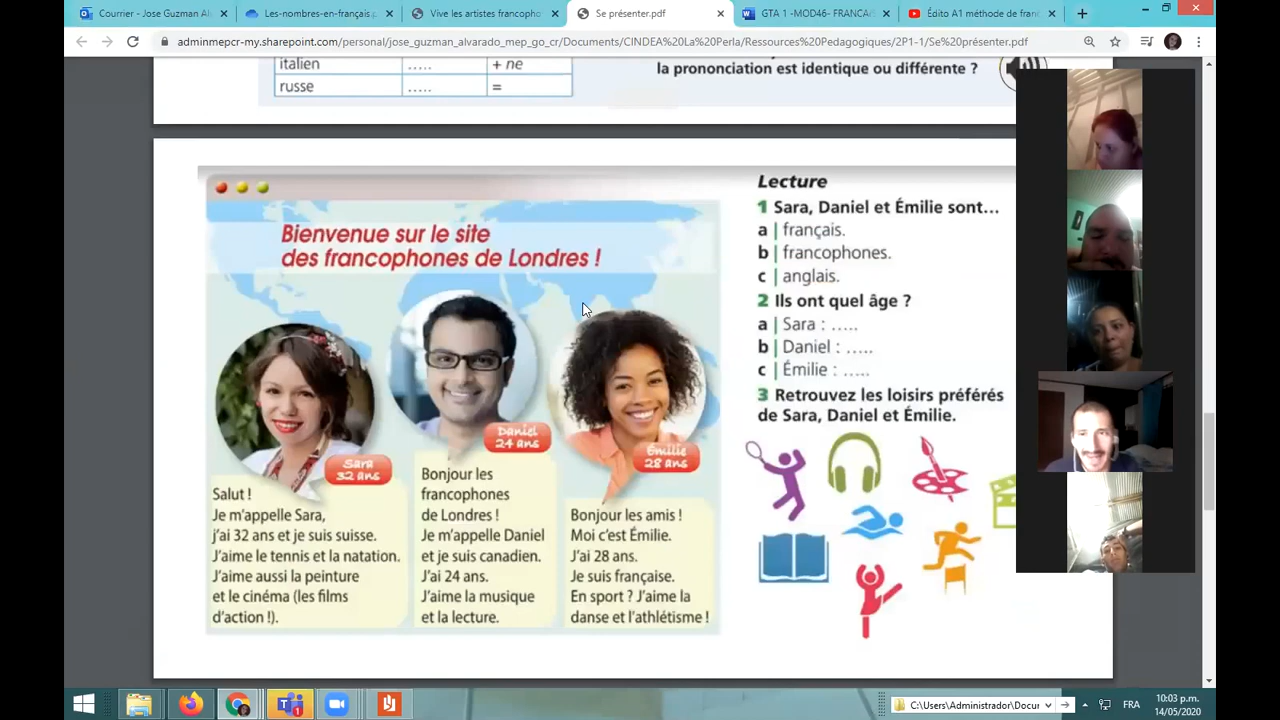 Courrier - Jose Guzman Al
Les-nombres-en-français.p
Vive les artistes francophon
Se présenter.pdf
GTA 1 -MOD46- FRANCAIS
Édito A1 méthode de fran
adminmepcr-my.sharepoint.com/personal/jose_guzman_alvarado_mep_go_cr/Documents/CINDEA%20La%20Perla/Ressources%20Pedagogiques/2P1-1/Se%20présenter.pdf
italien ..... + ne
russe ..... =
la prononciation est identique ou différente ?
Bienvenue sur le site
des francophones de Londres !
Sara
32 ans
Salut !
Je m'appelle Sara,
j'ai 32 ans et je suis suisse.
J'aime le tennis et la natation.
J'aime aussi la peinture
et le cinéma (les films
d'action !).
Daniel
24 ans
Bonjour les
francophones
de Londres !
Je m'appelle Daniel
et je suis canadien.
J'ai 24 ans.
J'aime la musique
et la lecture.
Émilie
28 ans
Bonjour les amis !
Moi c'est Émilie.
J'ai 28 ans.
Je suis française.
En sport ? J'aime la
danse et l'athlétisme !
Lecture
1 Sara, Daniel et Émilie sont...
a | français.
b | francophones.
c | anglais.
2 Ils ont quel âge ?
a | Sara : .....
b | Daniel : .....
c | Émilie : .....
3 Retrouvez les loisirs préférés
de Sara, Daniel et Émilie.
C:\Users\Administrador\Docur
FRA
10:03 p.m.
14/05/2020